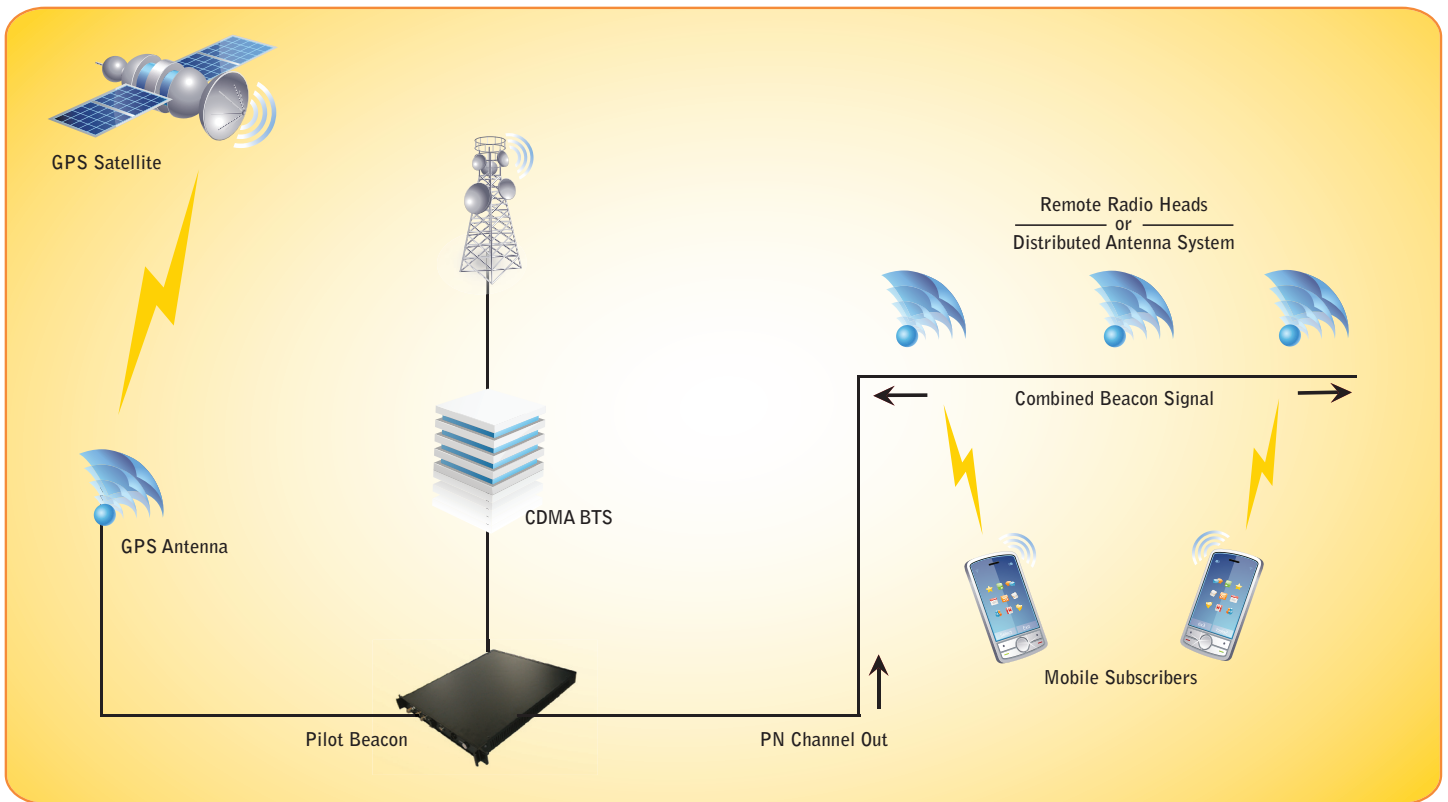 GPS Satellite
Remote Radio Heads
or
Distributed Antenna System
Combined Beacon Signal
CDMA BTS
GPS Antenna
Mobile Subscribers
Pilot Beacon
PN Channel Out